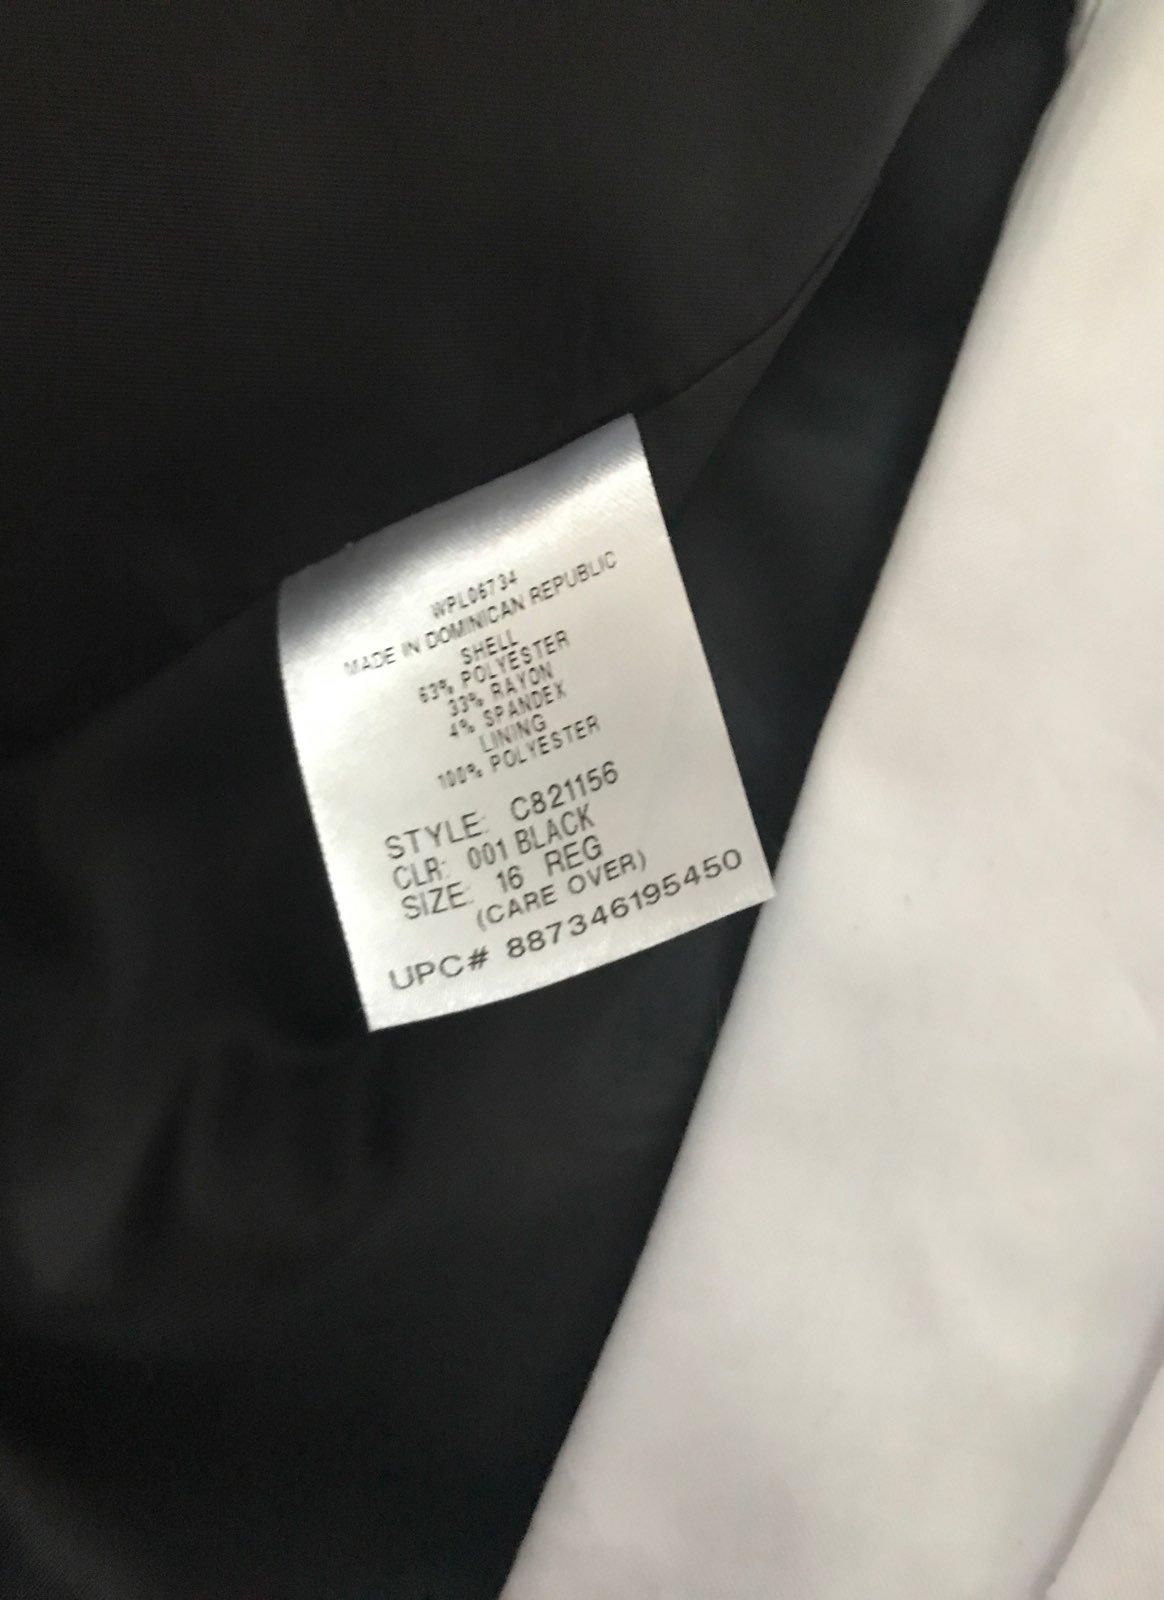 WPL06734
MADE IN DOMINICAN REPUBLIC
SHELL
63% POLYESTER
33% RAYON
4% SPANDEX
LINING
100% POLYESTER
STYLE: C821156
CLR: 001 BLACK
SIZE: 16 REG
(CARE OVER)
UPC# 887346195450